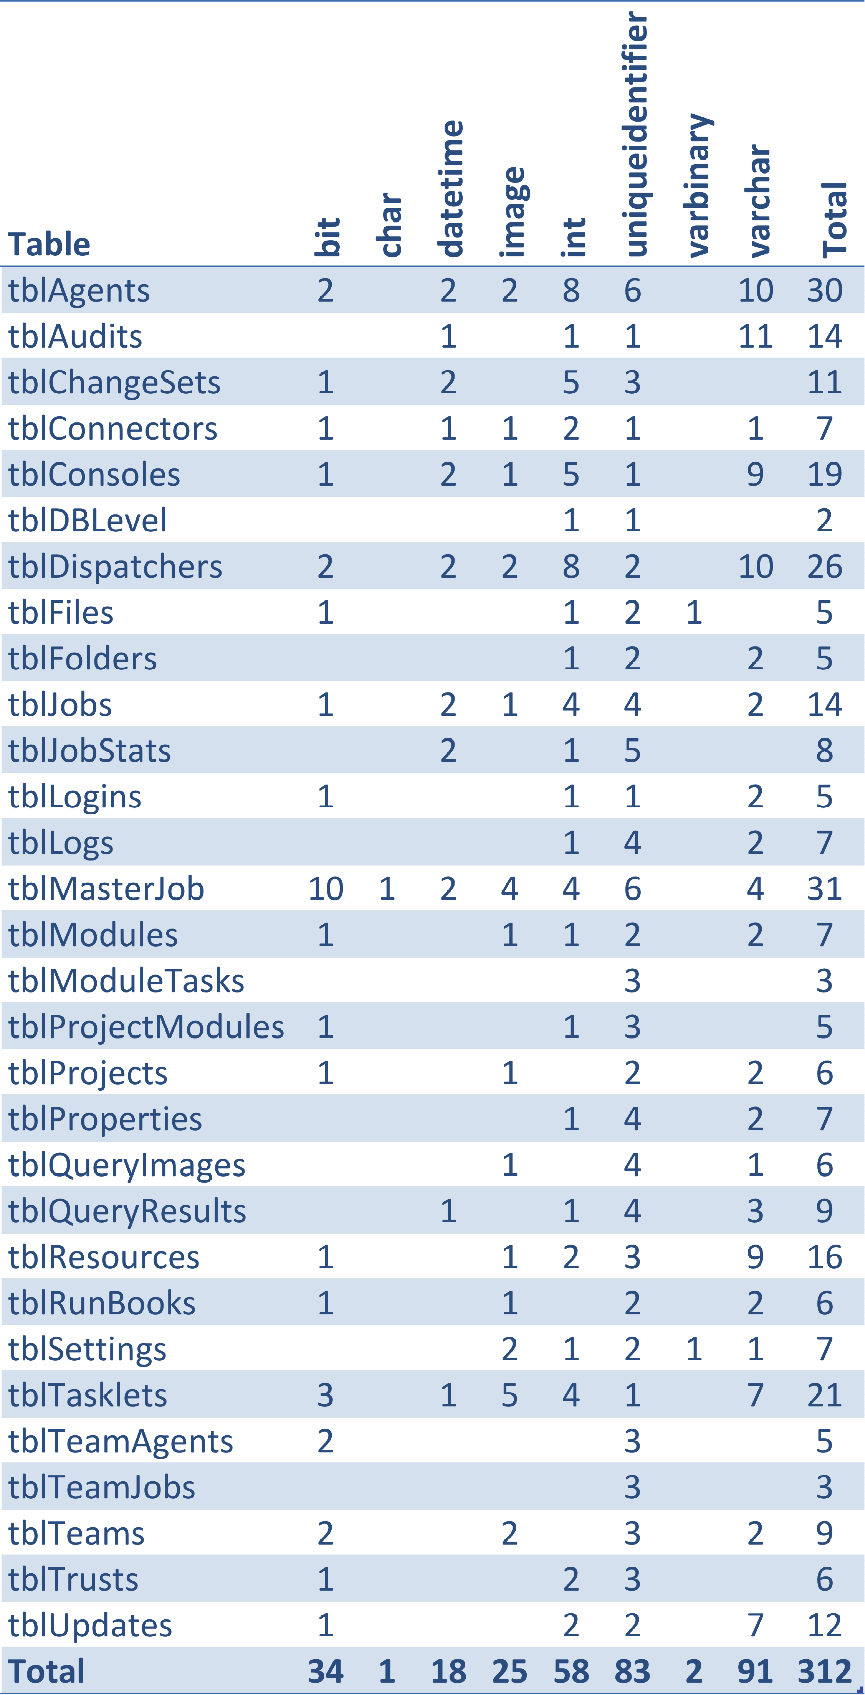 Table bit char datetime image int uniqueidentifier varbinary varchar Total
tblAgents 2 2 2 8 6 10 30
tblAudits 1 1 1 11 14
tblChangeSets 1 2 5 3 11
tblConnectors 1 1 1 2 1 1 7
tblConsoles 1 2 1 5 1 9 19
tblDBLevel 1 1 2
tblDispatchers 2 2 2 8 2 10 26
tblFiles 1 1 2 1 5
tblFolders 1 2 2 5
tblJobs 1 2 1 4 4 2 14
tblJobStats 2 1 5 8
tblLogins 1 1 1 2 5
tblLogs 1 4 2 7
tblMasterJob 10 1 2 4 4 6 4 31
tblModules 1 1 1 2 2 7
tblModuleTasks 3 3
tblProjectModules 1 1 3 5
tblProjects 1 1 2 2 6
tblProperties 1 4 2 7
tblQueryImages 1 4 1 6
tblQueryResults 1 1 4 3 9
tblResources 1 1 2 3 9 16
tblRunBooks 1 1 2 2 6
tblSettings 2 1 2 1 1 7
tblTasklets 3 1 5 4 1 7 21
tblTeamAgents 2 3 5
tblTeamJobs 3 3
tblTeams 2 2 3 2 9
tblTrusts 1 2 3 6
tblUpdates 1 2 2 7 12
Total 34 1 18 25 58 83 2 91 312